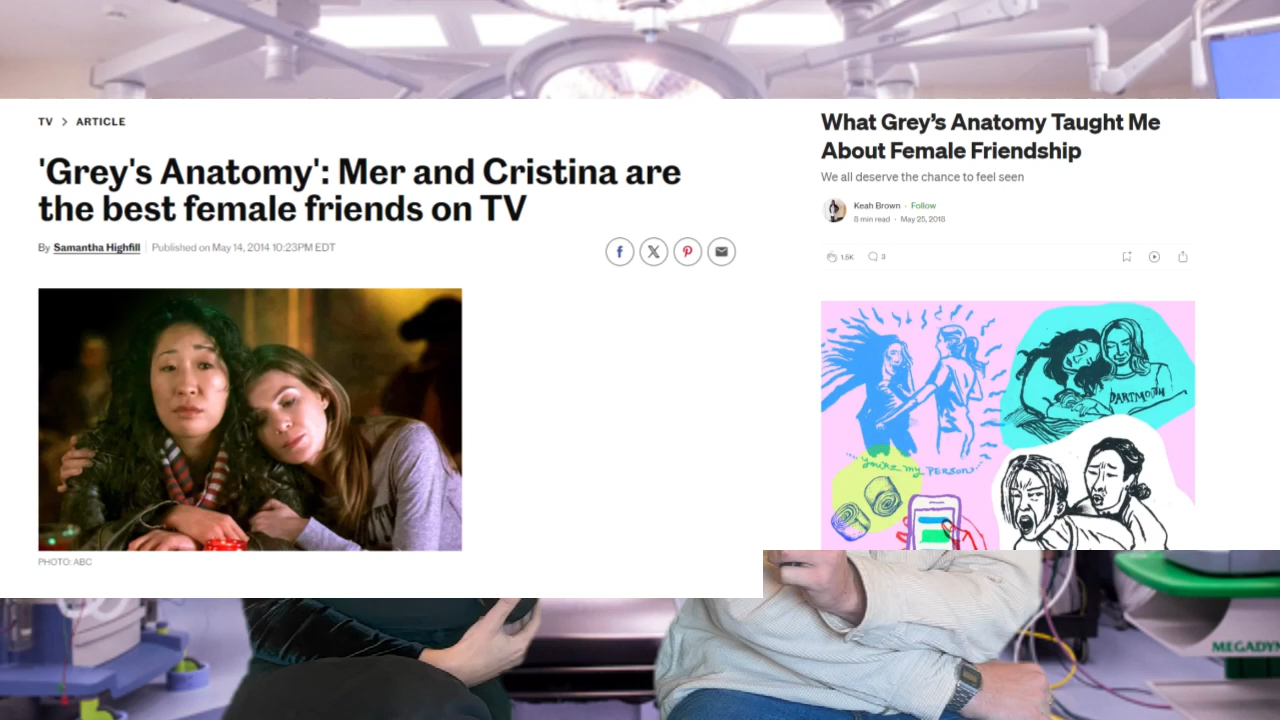 TV > ARTICLE
'Grey's Anatomy': Mer and Cristina are
the best female friends on TV
By Samantha Highfill Published on May 14, 2014 10:23PM EDT
PHOTO: ABC
What Grey's Anatomy Taught Me
About Female Friendship
We all deserve the chance to feel seen
Keah Brown · Follow
8 min read · May 25, 2018
1.5K 3
DARTMOUTH
....you're my PERSON....
MEGADYN